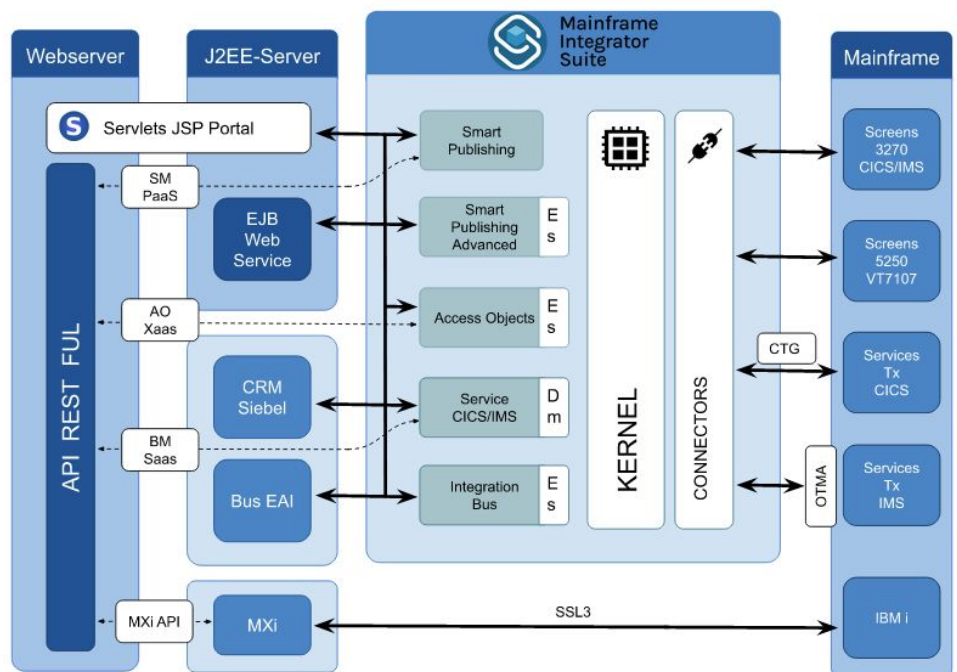 Webserver
J2EE-Server
Mainframe
Integrator
Suite
Mainframe
S Servlets JSP Portal
SM
PaaS
EJB
Web
Service
AO
Xaas
CRM
Siebel
BM
Saas
Bus EAI
MXi API
MXi
API REST FUL
Smart
Publishing
Smart
Publishing
Advanced
E
s
Access Objects
E
s
Service
CICS/IMS
D
m
Integration
Bus
E
s
KERNEL
CONNECTORS
CTG
OTMA
SSL3
Screens
3270
CICS/IMS
Screens
5250
VT7107
Services
Tx
CICS
Services
Tx
IMS
IBM i